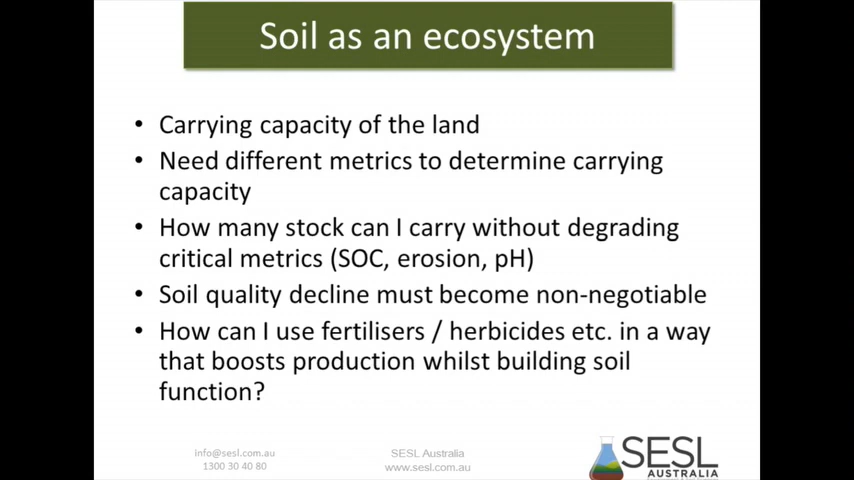 Soil as an ecosystem
• Carrying capacity of the land
• Need different metrics to determine carrying
capacity
• How many stock can I carry without degrading
critical metrics (SOC, erosion, pH)
• Soil quality decline must become non-negotiable
• How can I use fertilisers / herbicides etc. in a way
that boosts production whilst building soil
function?
info@sesl.com.au
1300 30 40 80
SESL Australia
www.sesl.com.au
SESL
AUSTRALIA